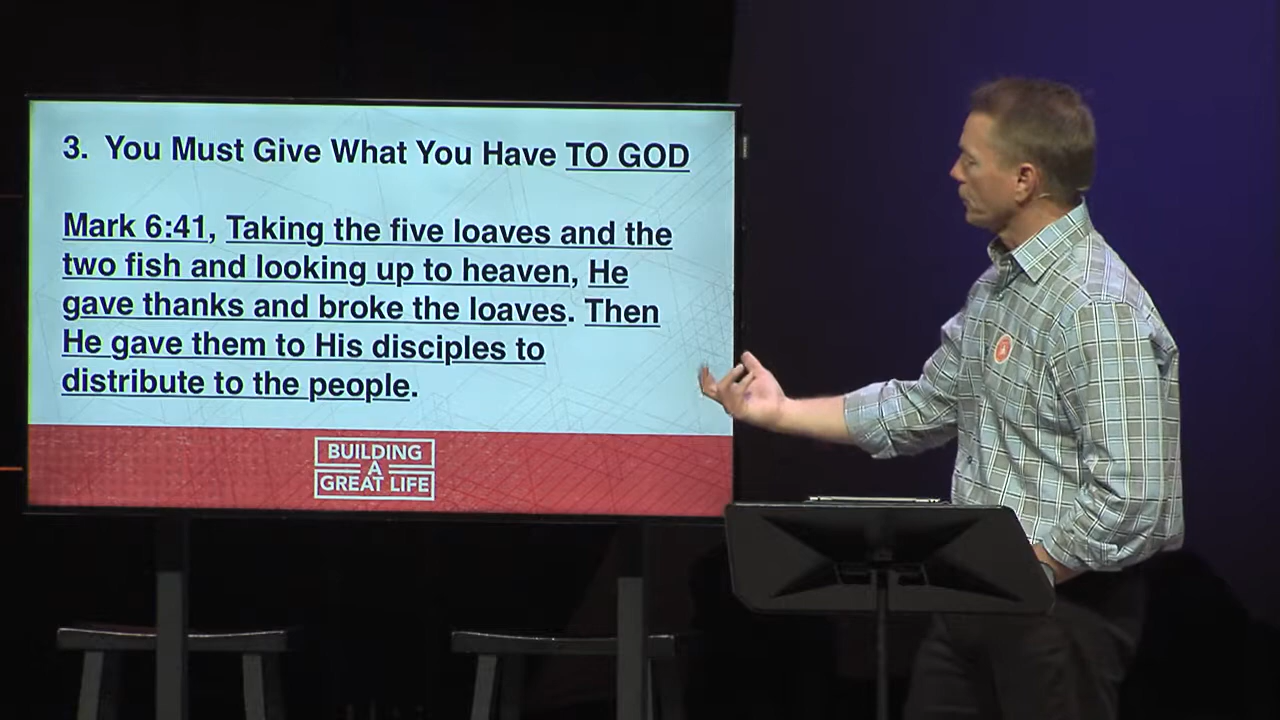 3. You Must Give What You Have TO GOD
Mark 6:41, Taking the five loaves and the
two fish and looking up to heaven, He
gave thanks and broke the loaves. Then
He gave them to His disciples to
distribute to the people.
BUILDING
A
GREAT LIFE